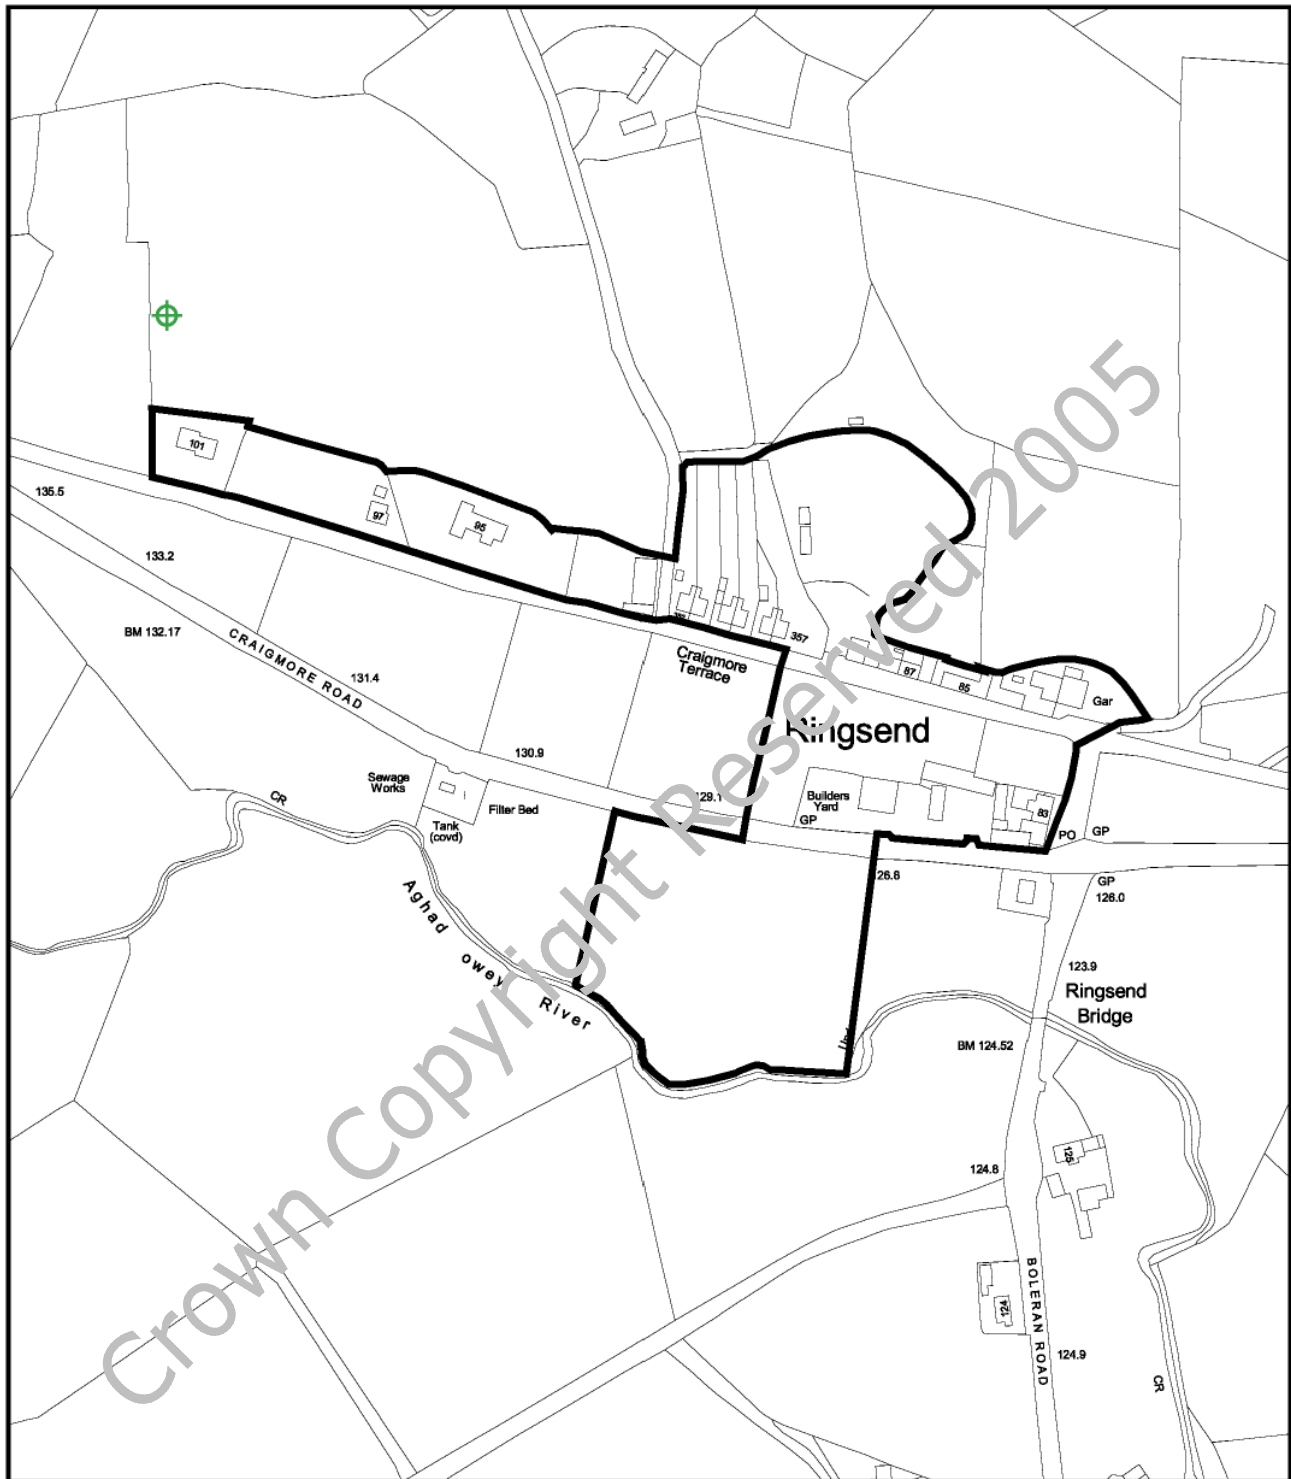 101
135.5
97
95
133.2
BM 132.17
CRAIGMORE ROAD
131.4
357
Craigmore
Terrace
87
85
Gar
Ringsend
130.9
129.1
Sewage
Works
Filter Bed
Tank
(covd)
CR
Builders
Yard
GP
83
PO
GP
126.8
GP
126.0
Aghad owey River
123.9
Ringsend
Bridge
BM 124.52
125
124.8
124
BOLERAN ROAD
124.9
CR
Crown Copyright Reserved 2005